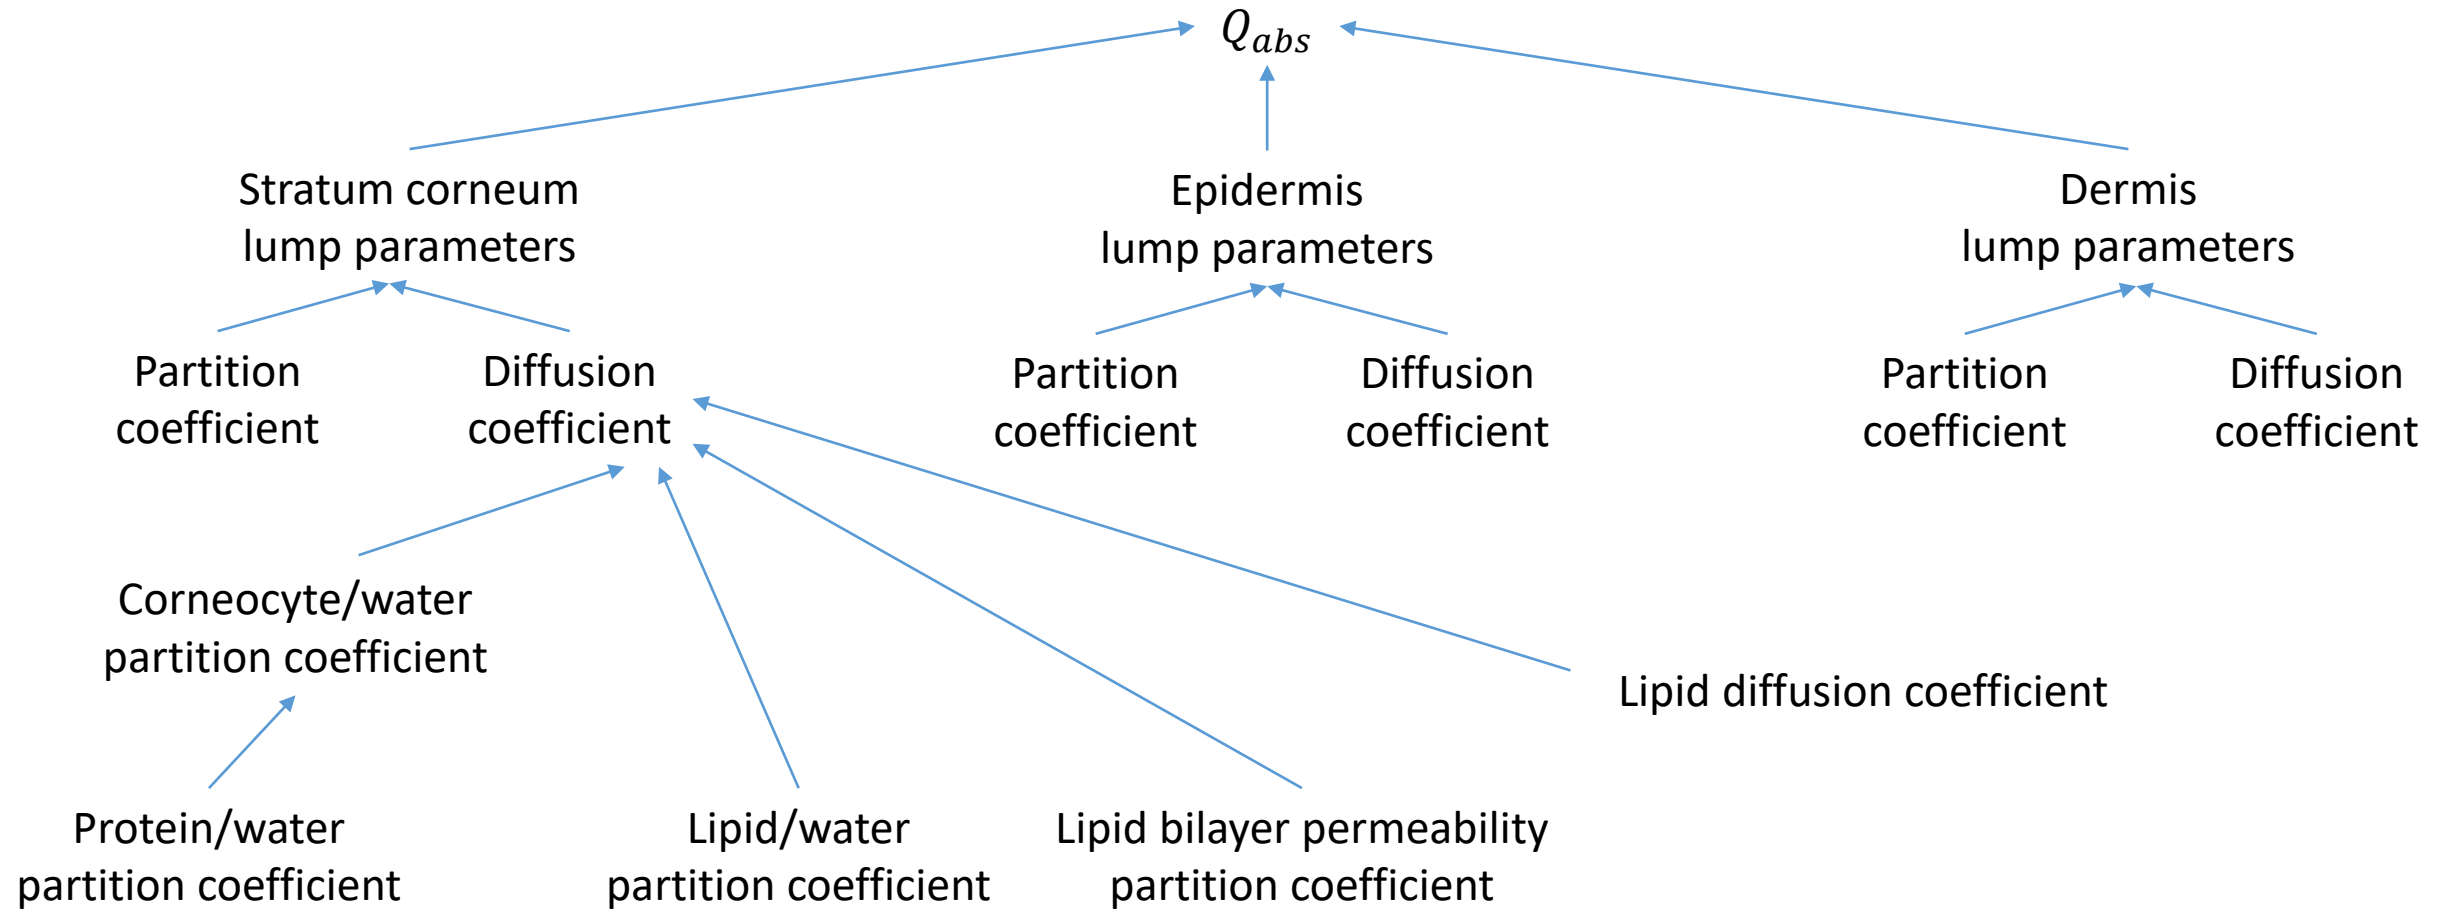 Q_abs
Stratum corneum
lump parameters
Epidermis
lump parameters
Dermis
lump parameters
Partition
coefficient
Diffusion
coefficient
Partition
coefficient
Diffusion
coefficient
Partition
coefficient
Diffusion
coefficient
Corneocyte/water
partition coefficient
Lipid diffusion coefficient
Protein/water
partition coefficient
Lipid/water
partition coefficient
Lipid bilayer permeability
partition coefficient